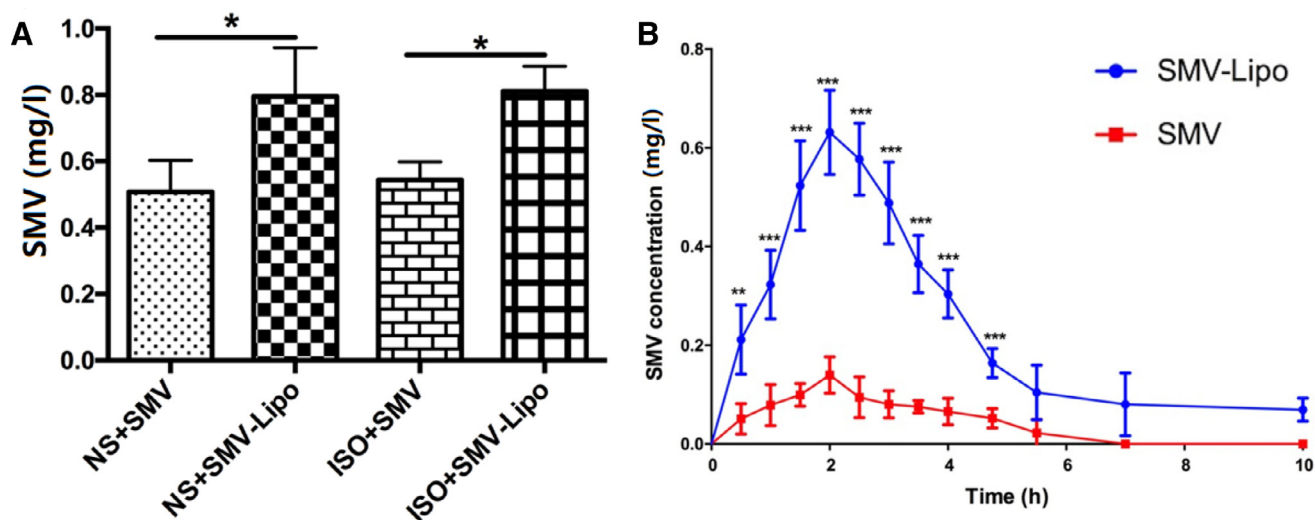 A
SMV (mg/l)
1.0
0.8
0.6
0.4
0.2
0.0
*
*
NS+SMV
NS+SMV-Lipo
ISO+SMV
ISO+SMV-Lipo
B
SMV concentration (mg/l)
0.8
0.6
0.4
0.2
0.0
**
***
***
***
***
***
***
***
***
SMV-Lipo
SMV
0 2 4 6 8 10
Time (h)